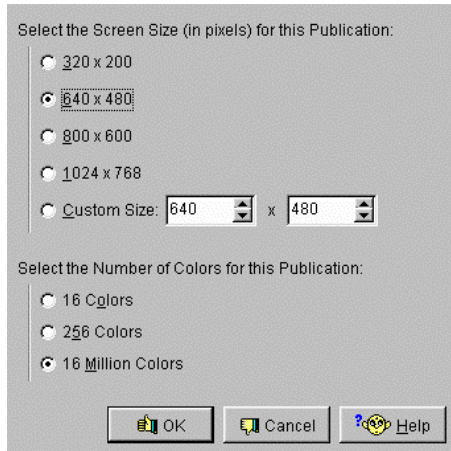 Select the Screen Size (in pixels) for this Publication:
320 x 200
640 x 480
800 x 600
1024 x 768
Custom Size: 640 x 480
Select the Number of Colors for this Publication:
16 Colors
256 Colors
16 Million Colors
OK Cancel ? Help